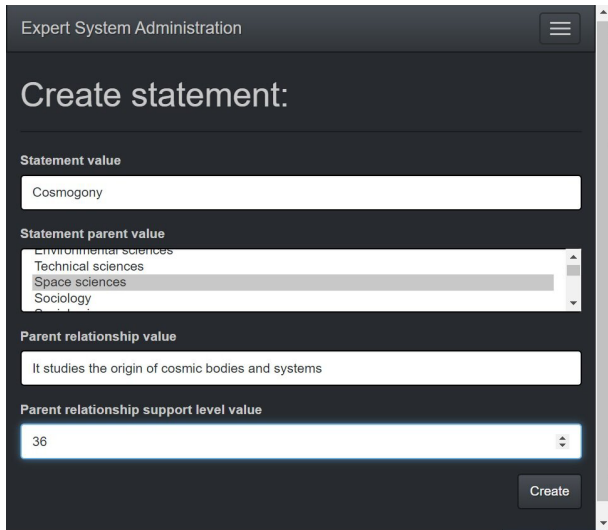 Expert System Administration
Create statement:
Statement value
Cosmogony
Statement parent value
Environmental sciences
Technical sciences
Space sciences
Sociology
Parent relationship value
It studies the origin of cosmic bodies and systems
Parent relationship support level value
36
Create